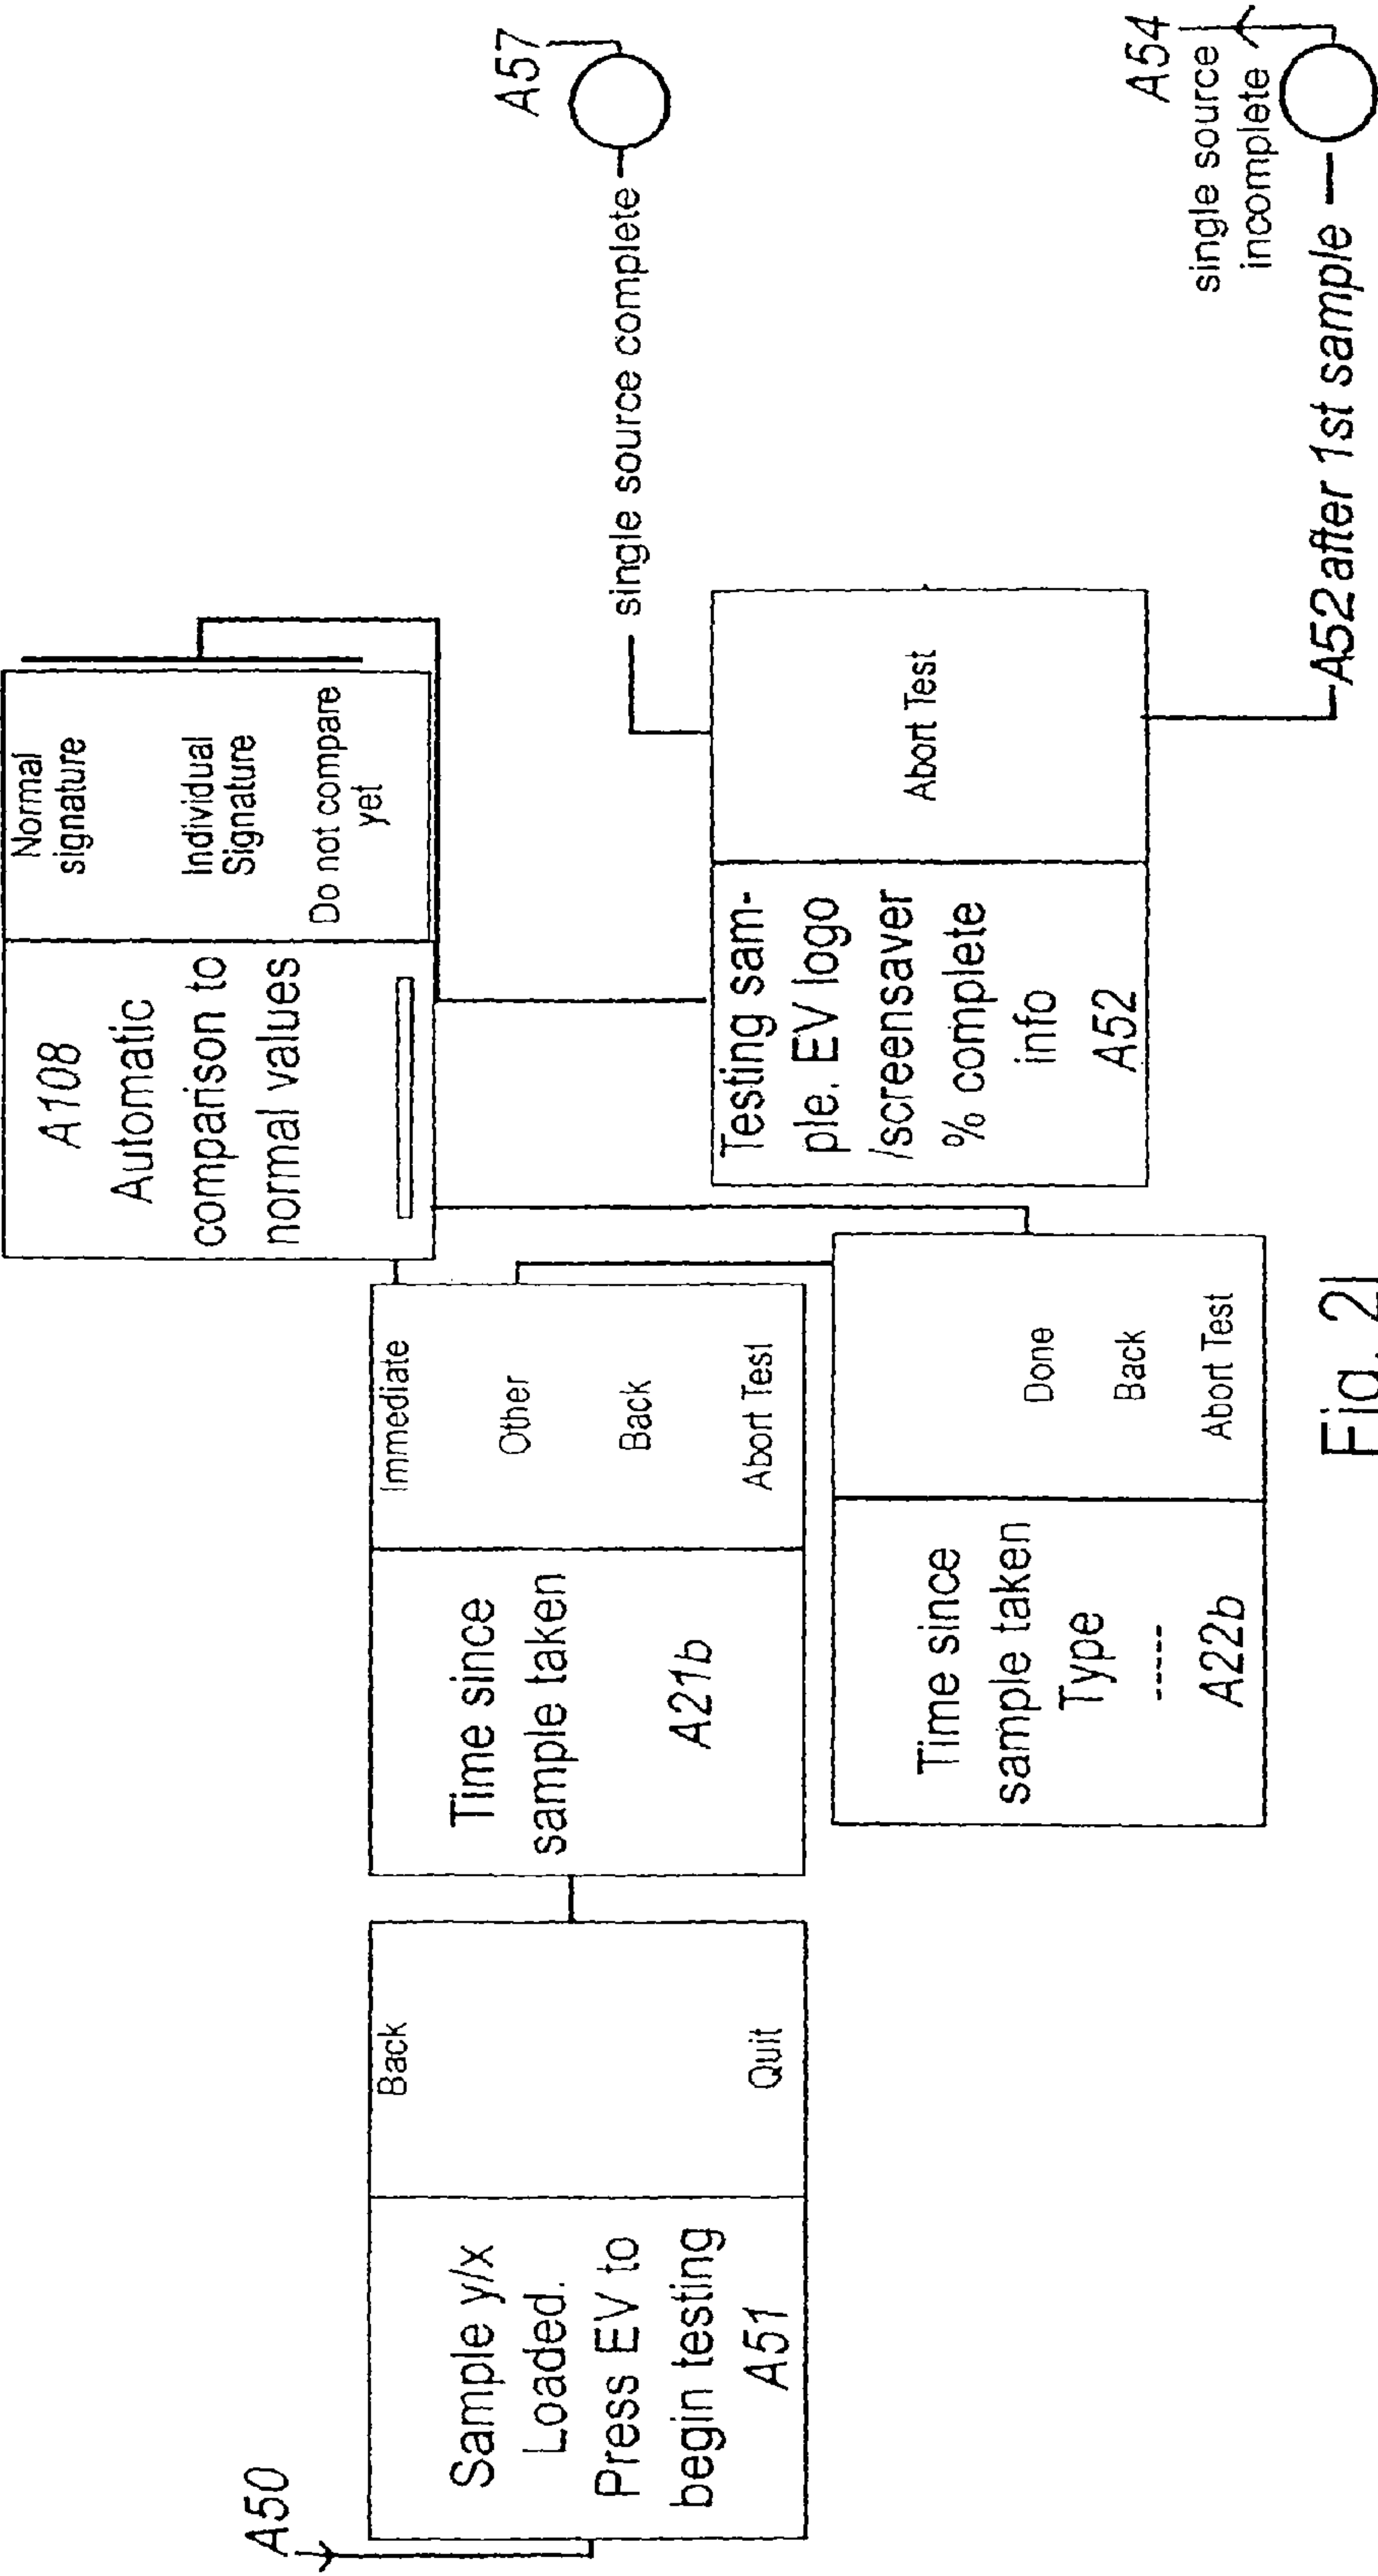 A50
Sample y/x
Loaded.
Press EV to
begin testing
A51
Back
Quit
Time since
sample taken
A21b
Immediate
Other
Back
Abort Test
Time since
sample taken
Type
-----
A22b
Done
Back
Abort Test
A108
Automatic
comparison to
normal values
Normal
signature
Individual
Signature
Do not compare
yet
Testing sam-
ple. EV logo
/screensaver
% complete
info
A52
Abort Test
single source complete
A57
A52 after 1st sample
single source
incomplete
A54